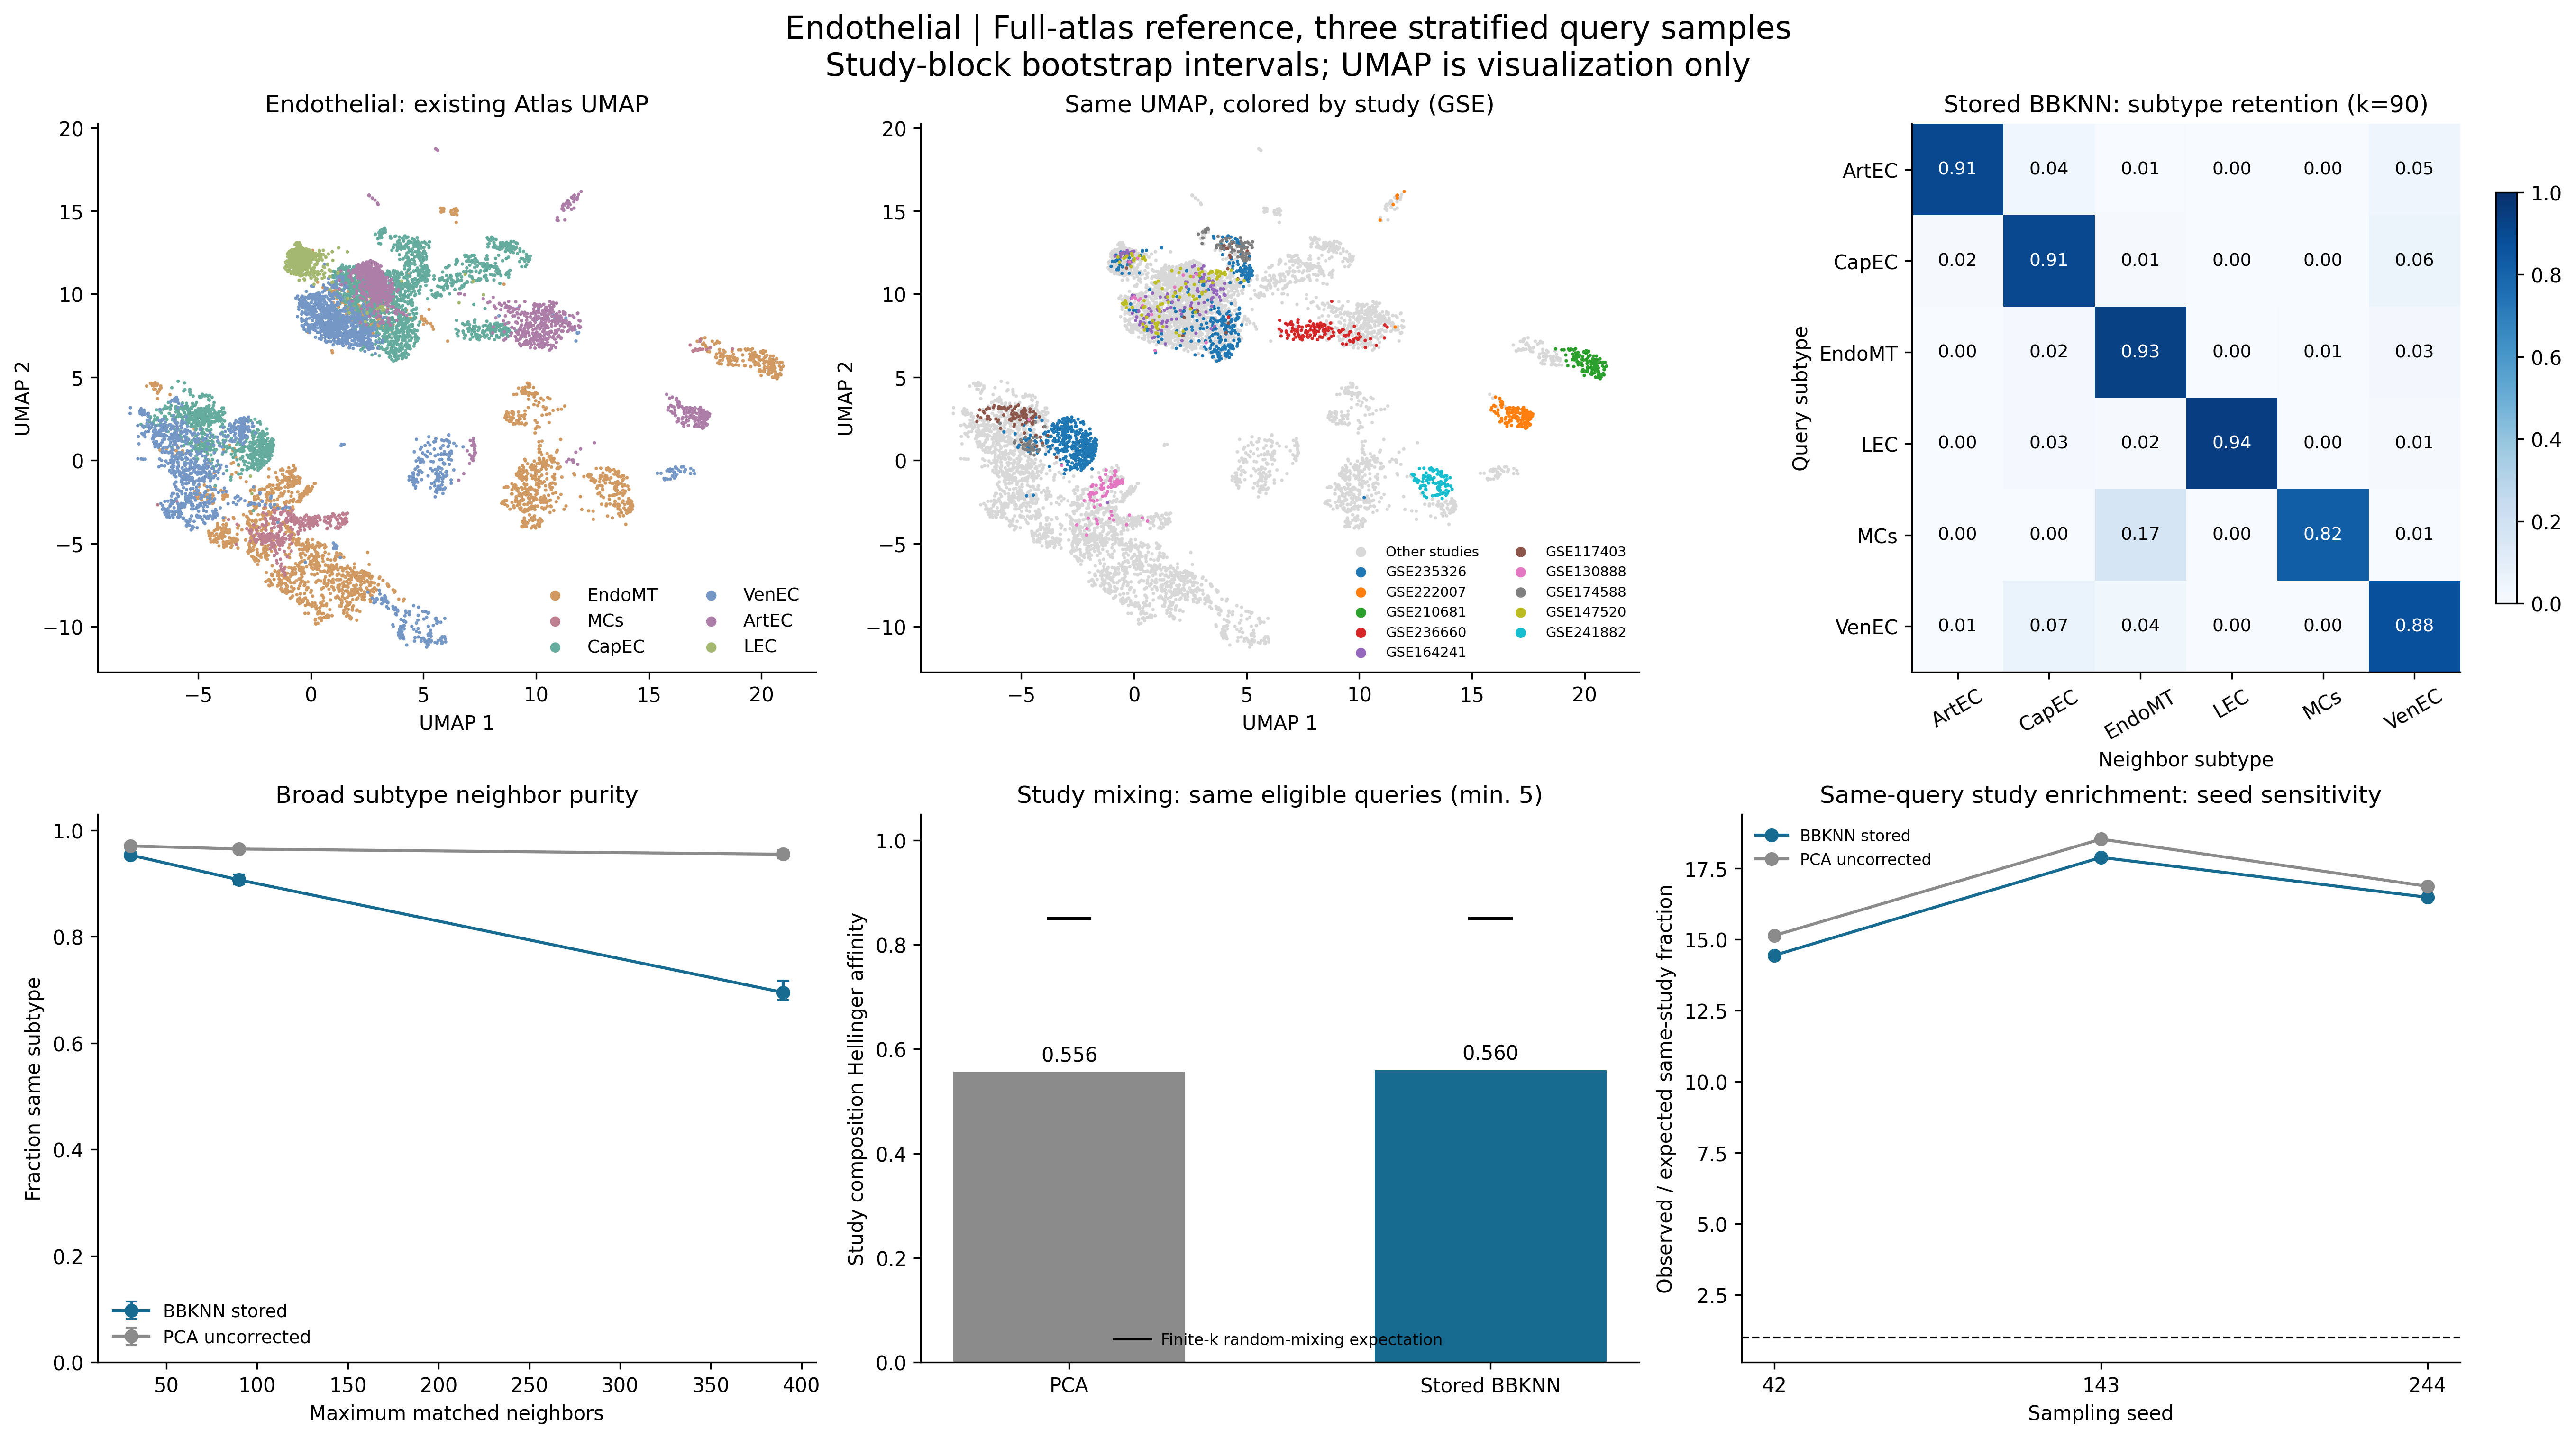 Endothelial | Full-atlas reference, three stratified query samples
Study-block bootstrap intervals; UMAP is visualization only
Endothelial: existing Atlas UMAP
UMAP 2
20
15
10
5
0
−5
−10
−5
0
5
10
15
20
UMAP 1
EndoMT
MCs
CapEC
VenEC
ArtEC
LEC
Same UMAP, colored by study (GSE)
UMAP 2
−5
0
5
10
15
20
UMAP 1
Other studies
GSE235326
GSE222007
GSE210681
GSE236660
GSE164241
GSE117403
GSE130888
GSE174588
GSE147520
GSE241882
20
15
10
5
0
−5
−10
Stored BBKNN: subtype retention (k=90)
Query subtype
ArtEC 0.91 0.04 0.01 0.00 0.00 0.05
CapEC 0.02 0.91 0.01 0.00 0.00 0.06
EndoMT 0.00 0.02 0.93 0.00 0.01 0.03
LEC 0.00 0.03 0.02 0.94 0.00 0.01
MCs 0.00 0.00 0.17 0.00 0.82 0.01
VenEC 0.01 0.07 0.04 0.00 0.00 0.88
ArtEC CapEC EndoMT LEC MCs VenEC
Neighbor subtype
1.0
0.8
0.6
0.4
0.2
0.0
Broad subtype neighbor purity
Fraction same subtype
1.0
0.8
0.6
0.4
0.2
0.0
BBKNN stored
PCA uncorrected
50 100 150 200 250 300 350 400
Maximum matched neighbors
Study mixing: same eligible queries (min. 5)
Study composition Hellinger affinity
1.0
0.8
0.6
0.4
0.2
0.0
0.556
0.560
Finite-k random-mixing expectation
PCA
Stored BBKNN
Same-query study enrichment: seed sensitivity
Observed / expected same-study fraction
BBKNN stored
PCA uncorrected
17.5
15.0
12.5
10.0
7.5
5.0
2.5
42
143
244
Sampling seed